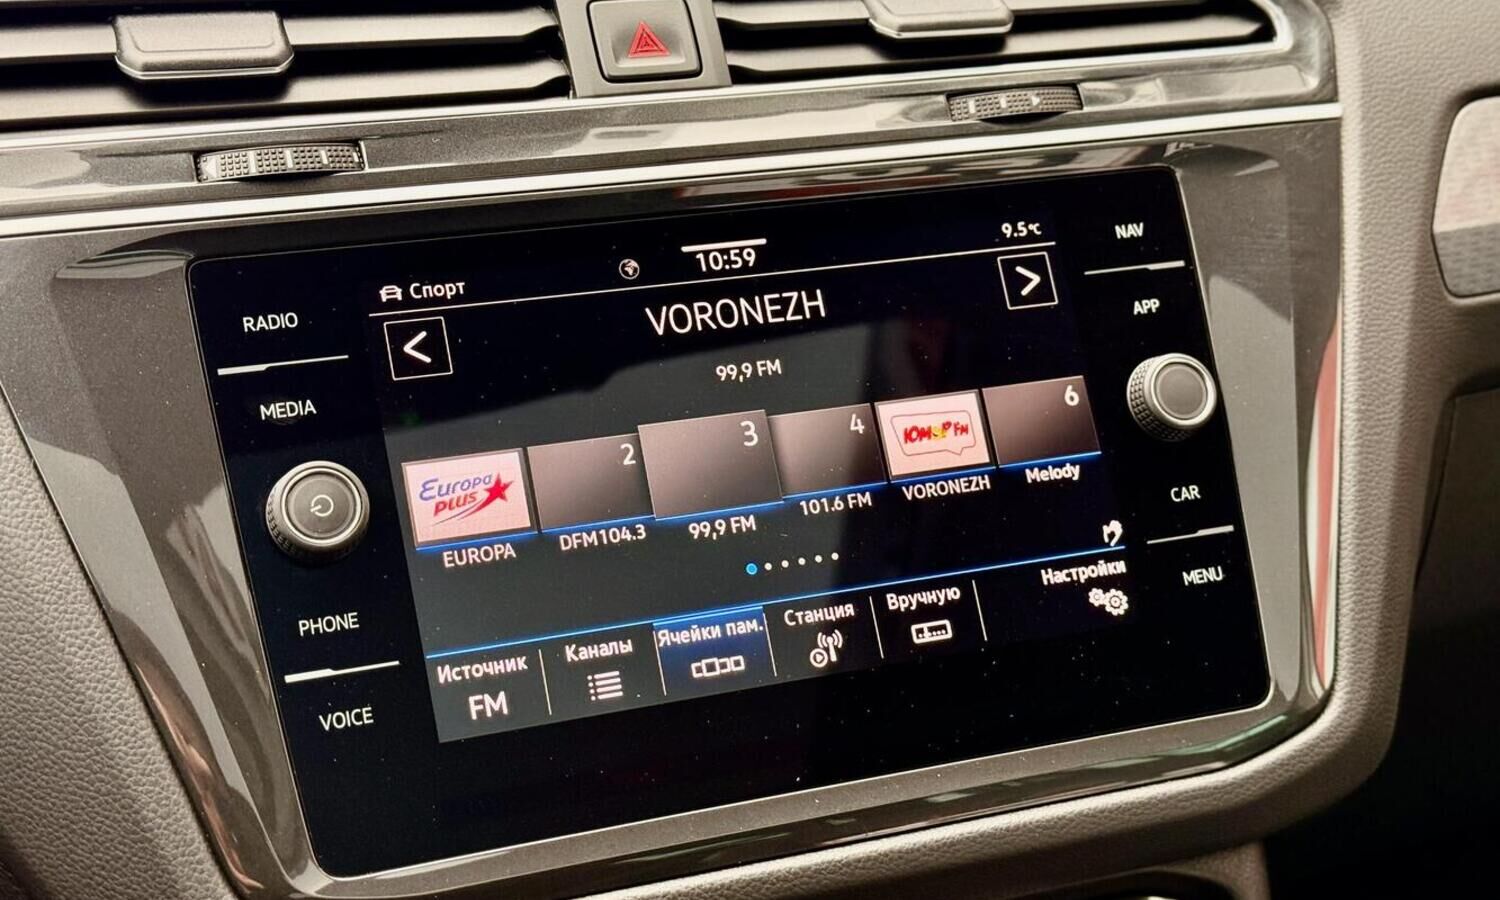 9.5°C
10:59
Спорт
NAV
RADIO
VORONEZH
APP
99,9 FM
MEDIA
EUROPA PLUS
2
3
4
ЮМОР FM
6
EUROPA
DFM104.3
99,9 FM
101.6 FM
VORONEZH
Melody
CAR
MENU
PHONE
VOICE
Источник
FM
Каналы
Ячейки пам.
Станция
Вручную
Настройки